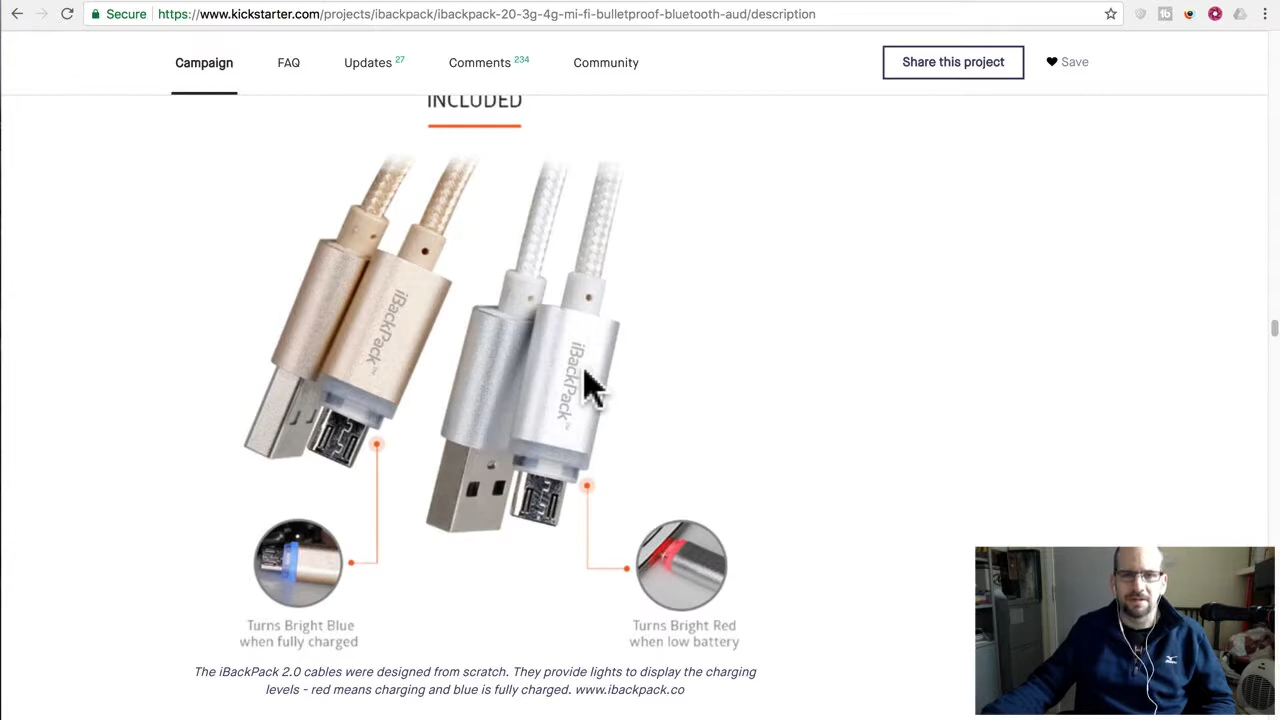 Secure https://www.kickstarter.com/projects/ibackpack/ibackpack-20-3g-4g-mi-fi-bulletproof-bluetooth-aud/description
Campaign FAQ Updates 27 Comments 234 Community Share this project Save
INCLUDED
iBackPack™
iBackPack™
Turns Bright Blue
when fully charged
Turns Bright Red
when low battery
The iBackPack 2.0 cables were designed from scratch. They provide lights to display the charging
levels - red means charging and blue is fully charged. www.ibackpack.co